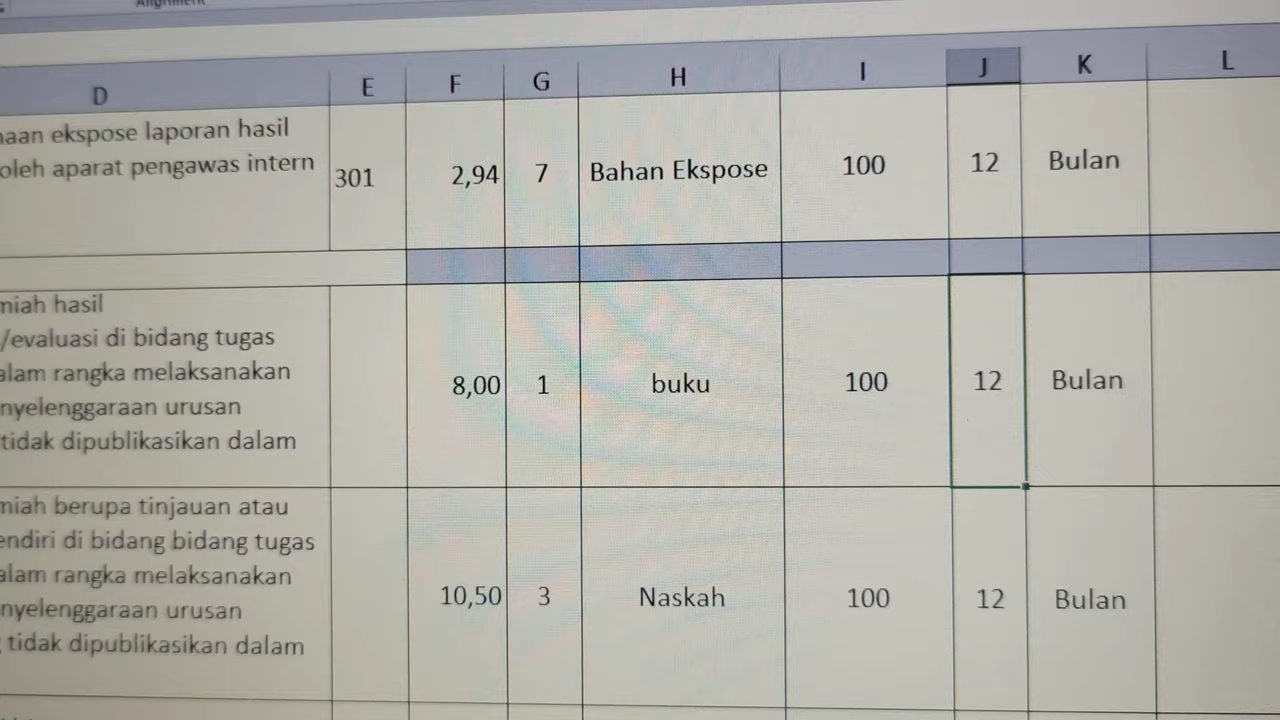 Alignment
D E F G H I J K L
naan ekspose laporan hasil
oleh aparat pengawas intern
301 2,94 7 Bahan Ekspose 100 12 Bulan
miah hasil
/evaluasi di bidang tugas
alam rangka melaksanakan
nyelenggaraan urusan
tidak dipublikasikan dalam
8,00 1 buku 100 12 Bulan
miah berupa tinjauan atau
endiri di bidang bidang tugas
alam rangka melaksanakan
nyelenggaraan urusan
tidak dipublikasikan dalam
10,50 3 Naskah 100 12 Bulan